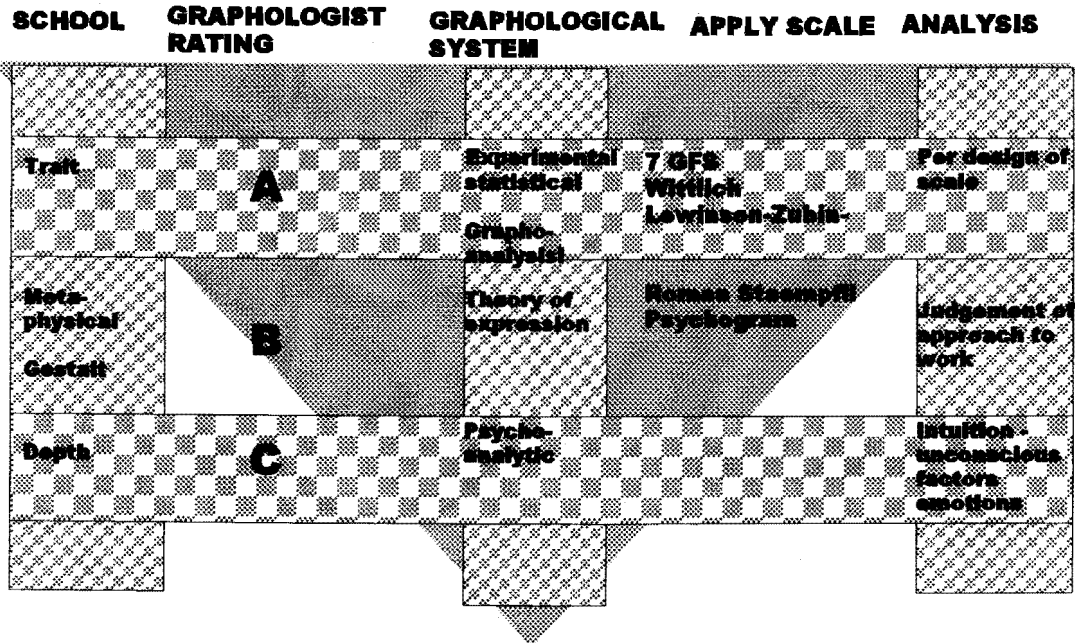 SCHOOL
GRAPHOLOGIST
RATING
GRAPHOLOGICAL
SYSTEM
APPLY SCALE
ANALYSIS
Trait
A
Experimental
statistical
Grapho-
analysis!
7 GFS
Wittlich
Lewinson-Zubin-
Per design of
scale
Meta-
physical
Gestalt
B
Theory of
expression
Roman Staempfli
Psychogram
Judgement of
approach to
work
Depth
C
Psycho-
analytic
Intuition -
unconscious
factors
emotions